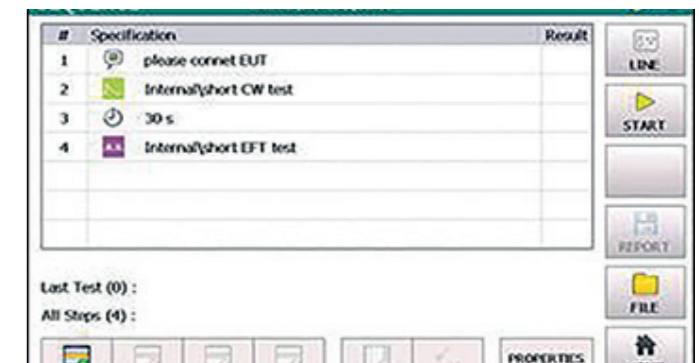 # Specification Result
1 please connet EUT
2 Internal\short CW test
3 30 s
4 Internal\short EFT test
Last Test (0) :
All Steps (4) :
LINE
START
REPORT
FILE
PROPERTIES